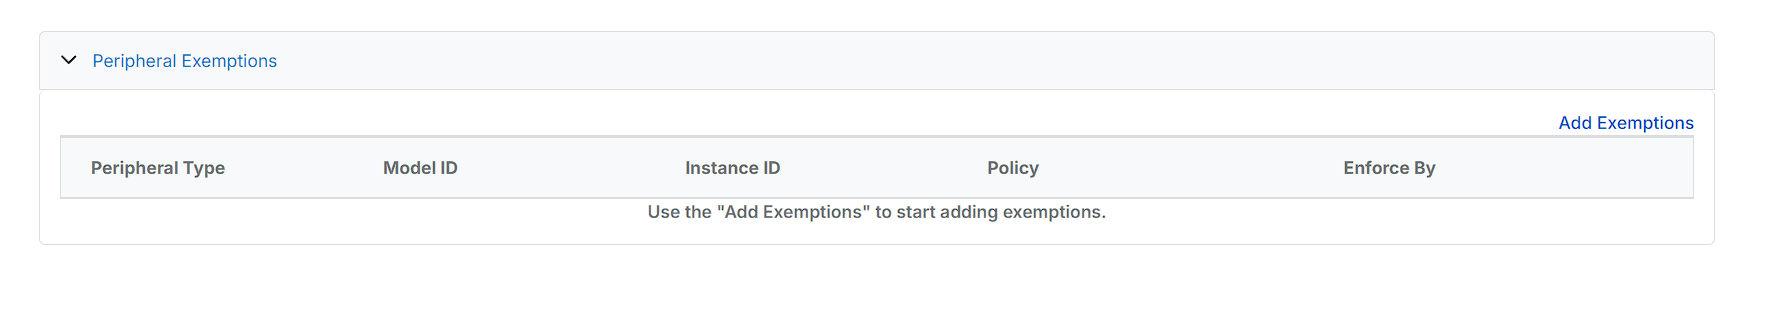 Peripheral Exemptions
Add Exemptions
Peripheral Type Model ID Instance ID Policy Enforce By
Use the "Add Exemptions" to start adding exemptions.